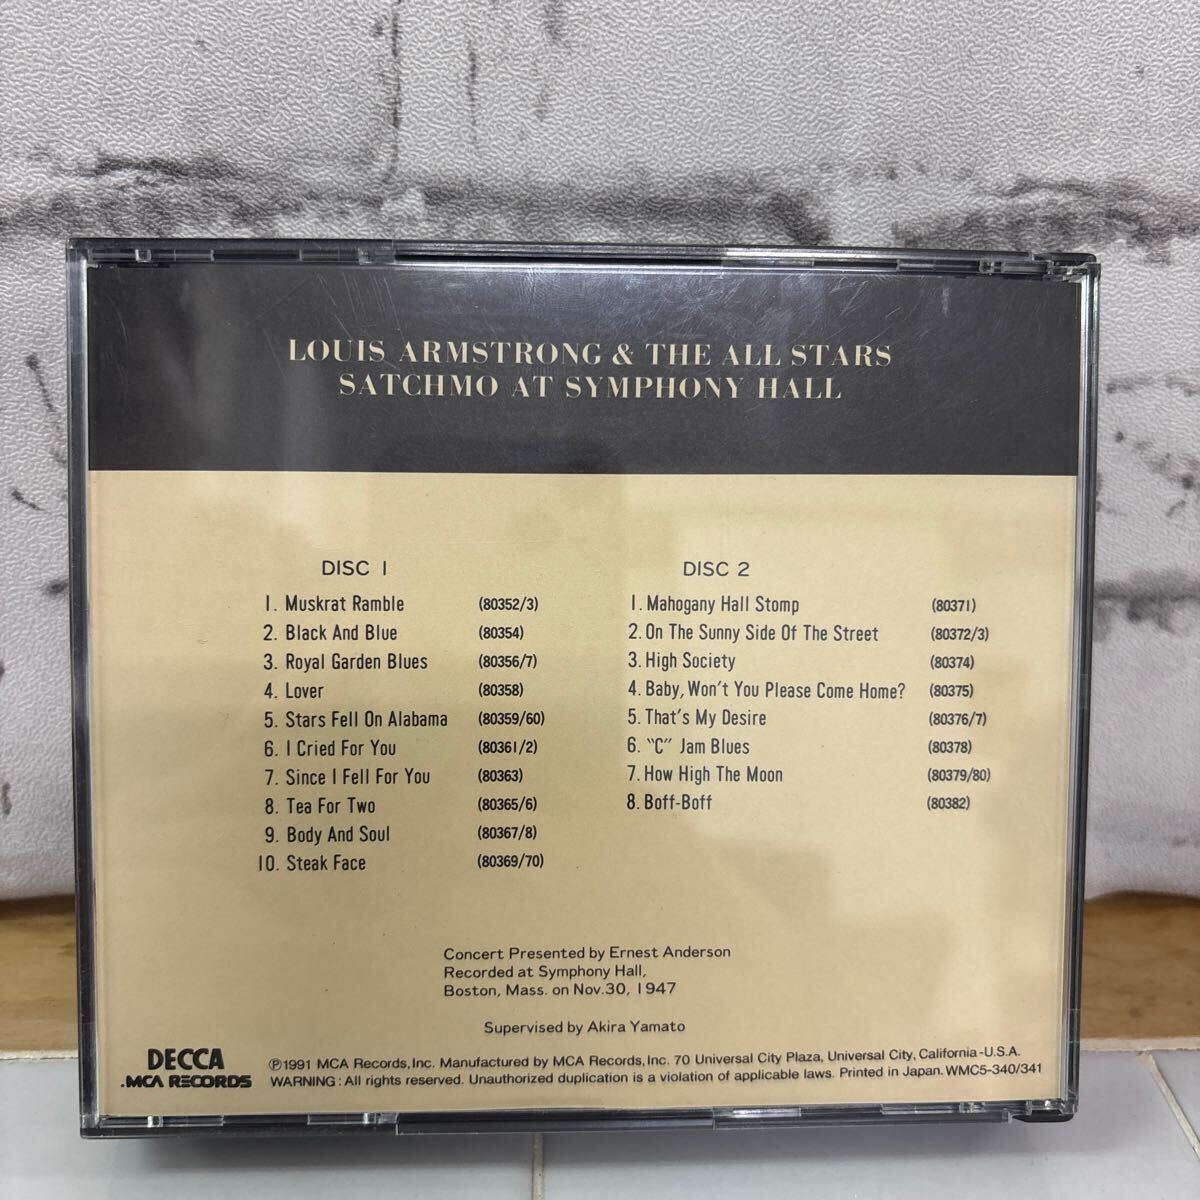 LOUIS ARMSTRONG & THE ALL STARS
SATCHMO AT SYMPHONY HALL
DISC 1
1. Muskrat Ramble (80352/3)
2. Black And Blue (80354)
3. Royal Garden Blues (80356/7)
4. Lover (80358)
5. Stars Fell On Alabama (80359/60)
6. I Cried For You (80361/2)
7. Since I Fell For You (80363)
8. Tea For Two (80365/6)
9. Body And Soul (80367/8)
10. Steak Face (80369/70)
DISC 2
1. Mahogany Hall Stomp (80371)
2. On The Sunny Side Of The Street (80372/3)
3. High Society (80374)
4. Baby, Won't You Please Come Home? (80375)
5. That's My Desire (80376/7)
6. "C" Jam Blues (80378)
7. How High The Moon (80379/80)
8. Boff-Boff (80382)
Concert Presented by Ernest Anderson
Recorded at Symphony Hall,
Boston, Mass. on Nov.30, 1947
Supervised by Akira Yamato
DECCA
MCA RECORDS
℗1991 MCA Records, Inc. Manufactured by MCA Records, Inc. 70 Universal City Plaza, Universal City, California-U.S.A.
WARNING: All rights reserved. Unauthorized duplication is a violation of applicable laws. Printed in Japan. WMC5-340/341